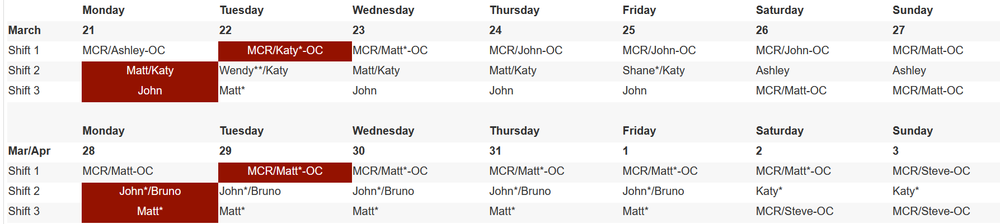 Monday Tuesday Wednesday Thursday Friday Saturday Sunday
March 21 22 23 24 25 26 27
Shift 1 MCR/Ashley-OC MCR/Katy*-OC MCR/Matt*-OC MCR/John-OC MCR/John-OC MCR/John-OC MCR/Matt-OC
Shift 2 Matt/Katy Wendy**/Katy Matt/Katy Matt/Katy Shane*/Katy Ashley Ashley
Shift 3 John Matt* John John John MCR/Matt-OC MCR/Matt-OC
Monday Tuesday Wednesday Thursday Friday Saturday Sunday
Mar/Apr 28 29 30 31 1 2 3
Shift 1 MCR/Matt-OC MCR/Matt*-OC MCR/Matt*-OC MCR/Matt*-OC MCR/Matt*-OC MCR/Matt*-OC MCR/Steve-OC
Shift 2 John*/Bruno John*/Bruno John*/Bruno John*/Bruno John*/Bruno Katy* Katy*
Shift 3 Matt* Matt* Matt* Matt* Matt* MCR/Steve-OC MCR/Steve-OC